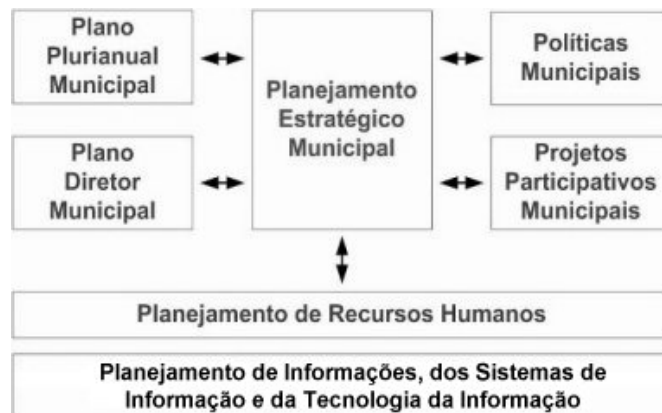 Plano
Plurianual
Municipal
Planejamento
Estratégico
Municipal
Políticas
Municipais
Plano
Diretor
Municipal
Projetos
Participativos
Municipais
Planejamento de Recursos Humanos
Planejamento de Informações, dos Sistemas de
Informação e da Tecnologia da Informação